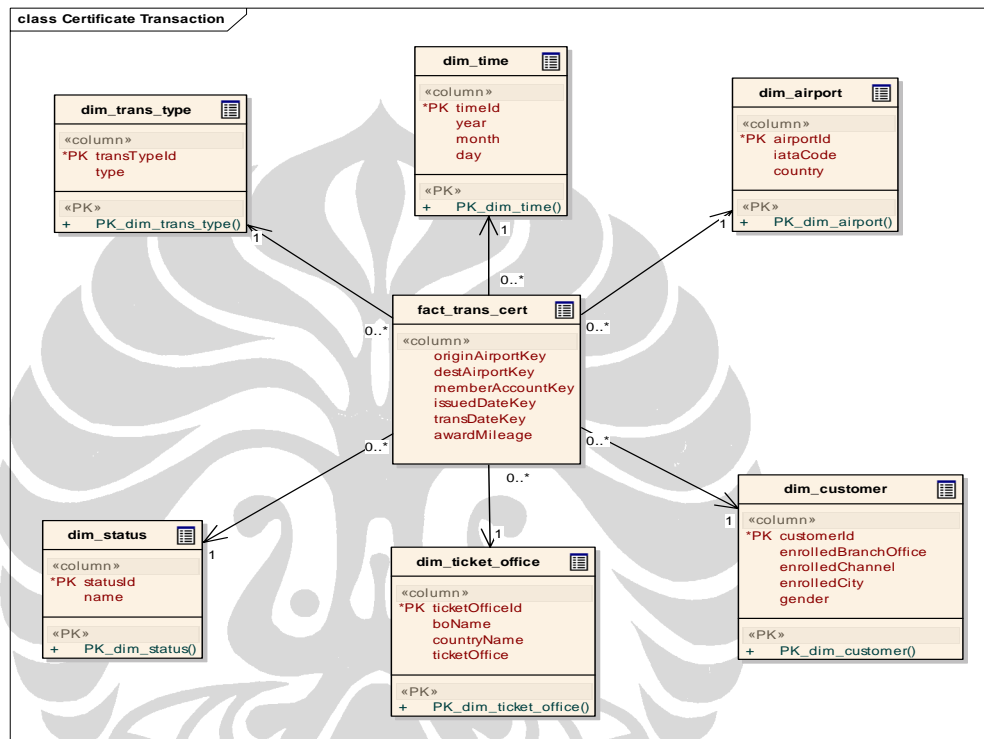 class Certificate Transaction
dim_time
«column»
*PK timeId
year
month
day
«PK»
+ PK_dim_time()
dim_trans_type
«column»
*PK transTypeId
type
«PK»
+ PK_dim_trans_type()
dim_airport
«column»
*PK airportId
iataCode
country
«PK»
+ PK_dim_airport()
1
1
1
0..*
0..*
0..*
fact_trans_cert
«column»
originAirportKey
destAirportKey
memberAccountKey
issuedDateKey
transDateKey
awardMileage
0..*
0..*
0..*
1
1
1
dim_status
«column»
*PK statusId
name
«PK»
+ PK_dim_status()
dim_ticket_office
«column»
*PK ticketOfficeId
boName
countryName
ticketOffice
«PK»
+ PK_dim_ticket_office()
dim_customer
«column»
*PK customerId
enrolledBranchOffice
enrolledChannel
enrolledCity
gender
«PK»
+ PK_dim_customer()